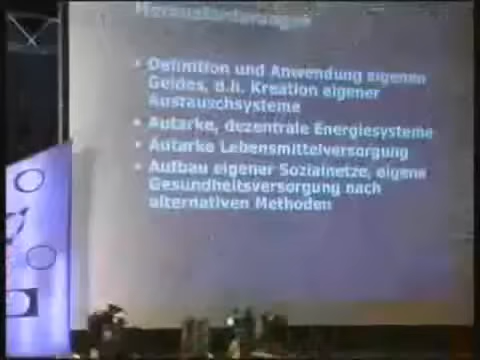 Herausforderungen
• Definition und Anwendung eigenen
Geldes, d.h. Kreation eigener
Austauschsysteme
• Autarke, dezentrale Energiesysteme
• Autarke Lebensmittelversorgung
• Aufbau eigener Sozialnetze, eigene
Gesundheitsversorgung nach
alternativen Methoden